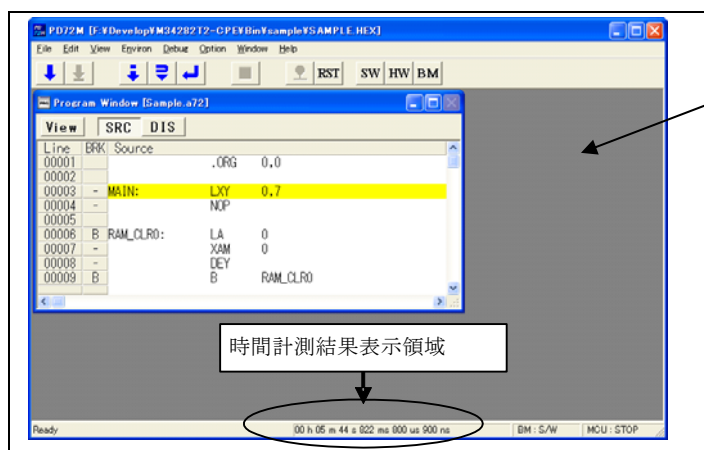 PD72M [F:¥Develop¥M34282T2-CPE¥Bin¥sample¥SAMPLE.HEX]
File Edit View Environ Debug Option Window Help
RST SW HW BM
Program Window [Sample.a72]
View SRC DIS
Line BRK Source
00001 .ORG 0,0
00002
00003 - MAIN: LXY 0,7
00004 - NOP
00005
00006 B RAM_CLR0: LA 0
00007 - XAM 0
00008 - DEY
00009 B B RAM_CLR0
時間計測結果表示領域
Ready 00 h 05 m 44 s 822 ms 800 us 900 ns BM : S/W MCU : STOP